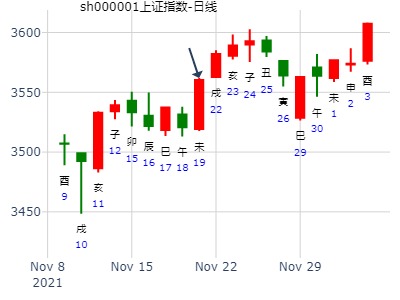 sh000001上证指数-日线
3600
3550
3500
3450
酉
9
戌
10
亥
11
子
12
卯
15
辰
16
巳
17
午
18
未
19
戌
22
亥
23
子
24
丑
25
寅
26
巳
29
午
30
未
1
申
2
酉
3
Nov 8
2021
Nov 15
Nov 22
Nov 29